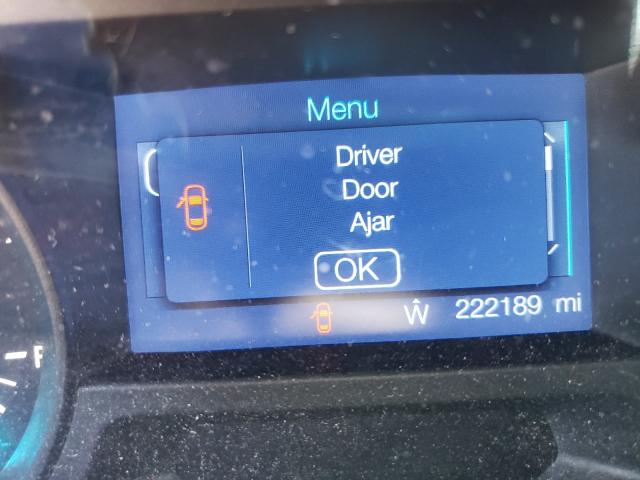 Menu
Driver
Door
Ajar
OK
Ŵ 222189 mi
F